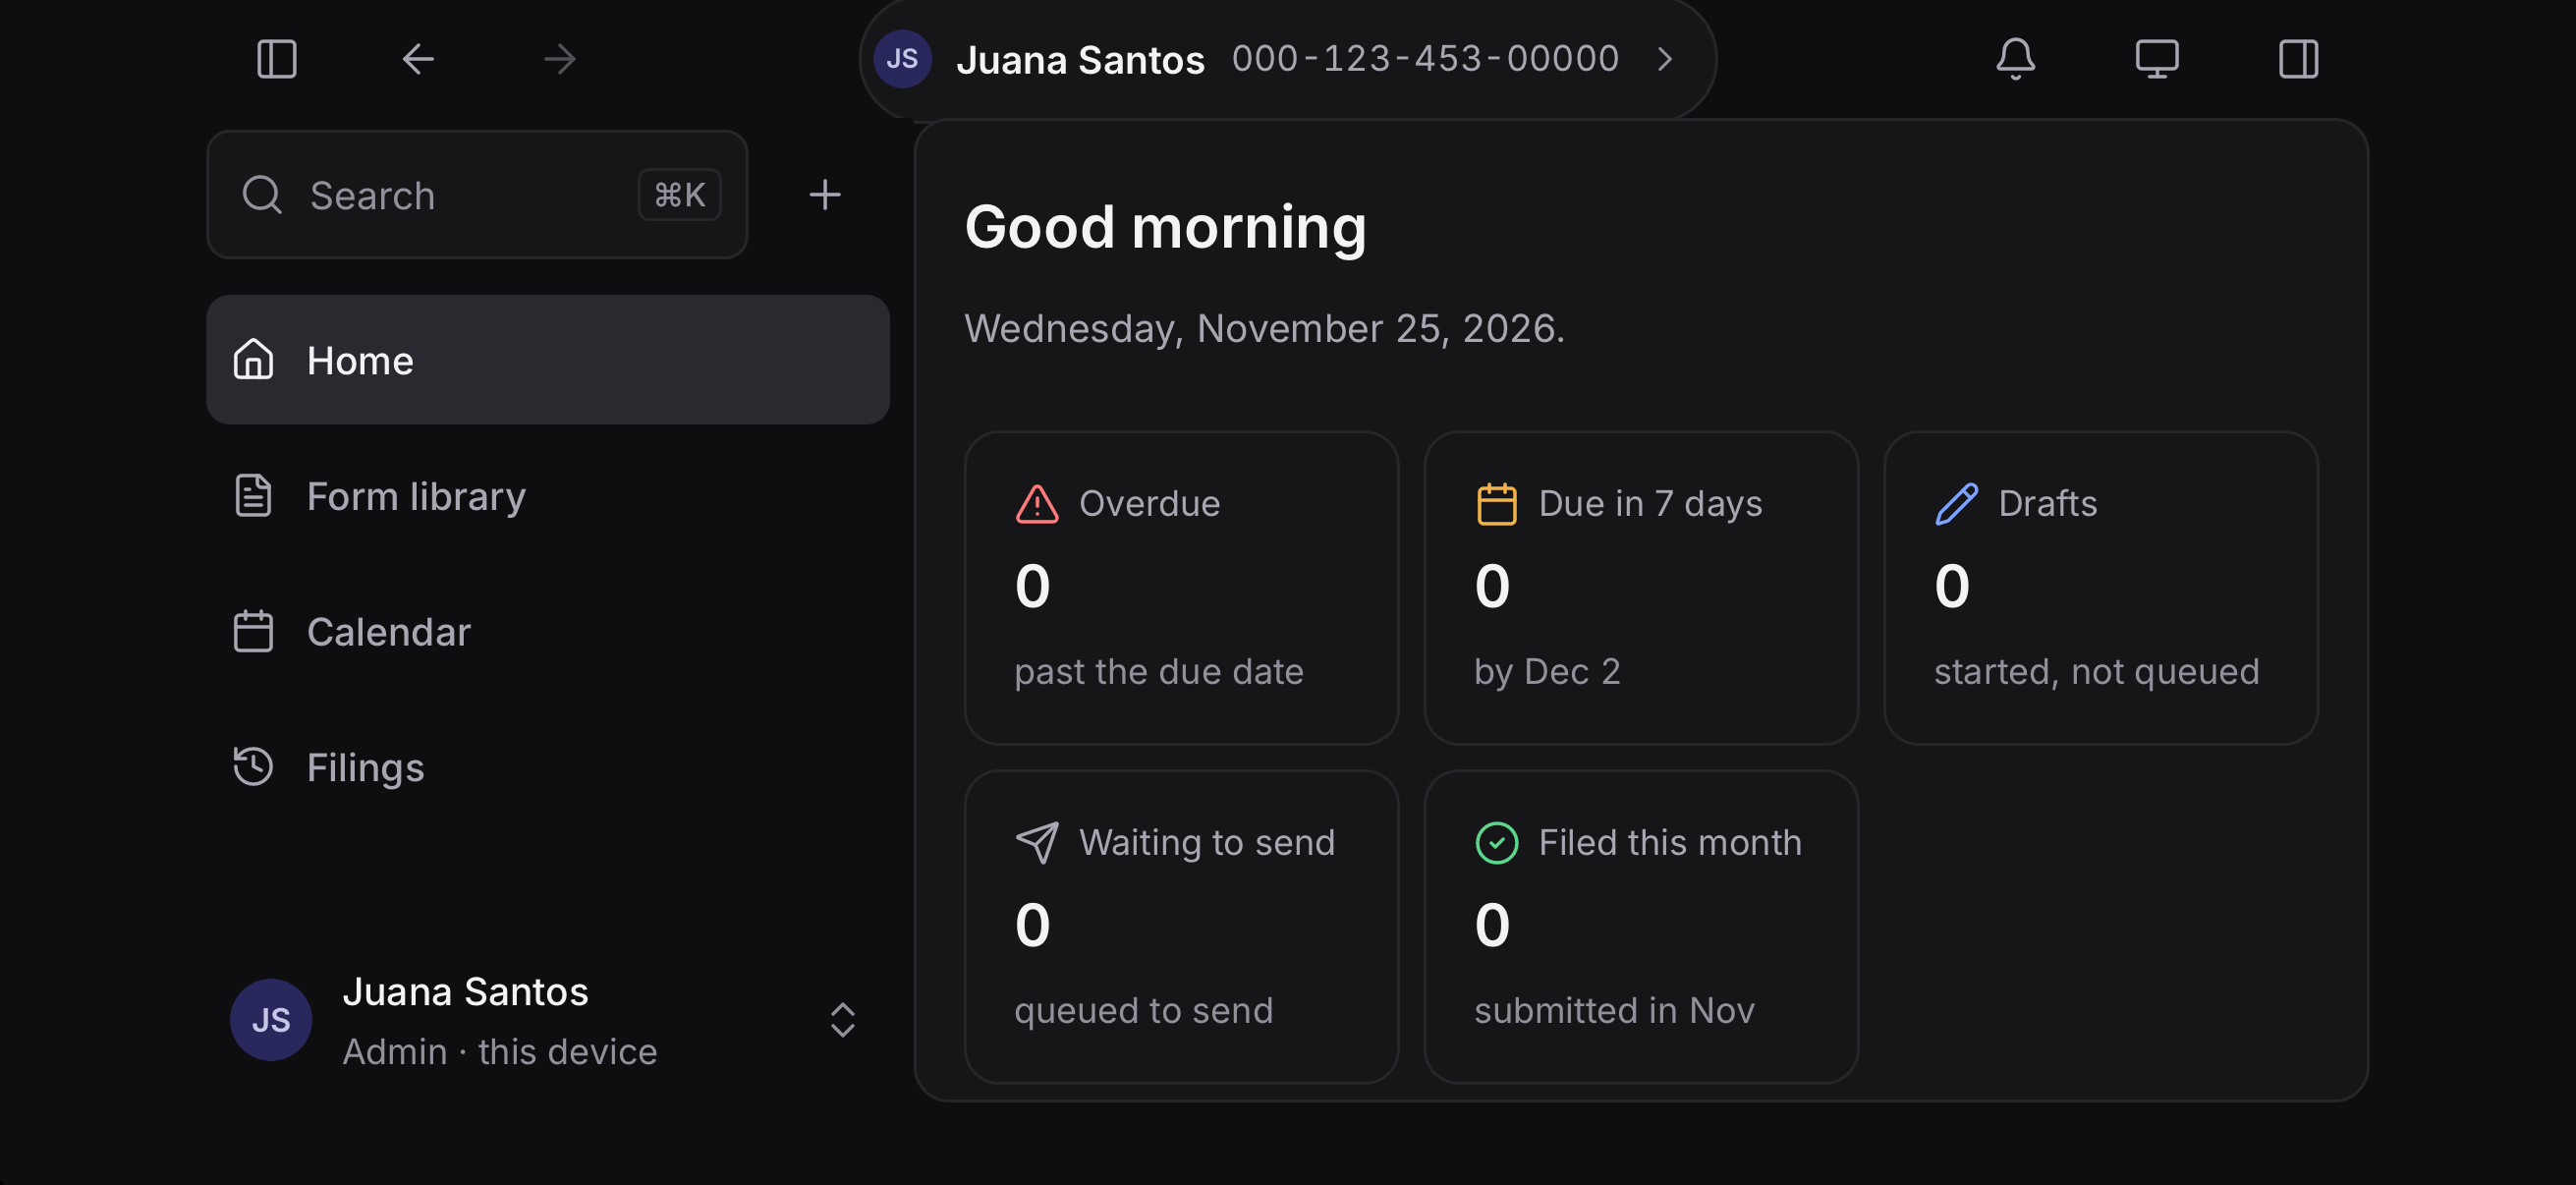 JS Juana Santos 000-123-453-00000
Search ⌘K
Home
Form library
Calendar
Filings
JS
Juana Santos
Admin · this device
Good morning
Wednesday, November 25, 2026.
Overdue
0
past the due date
Due in 7 days
0
by Dec 2
Drafts
0
started, not queued
Waiting to send
0
queued to send
Filed this month
0
submitted in Nov